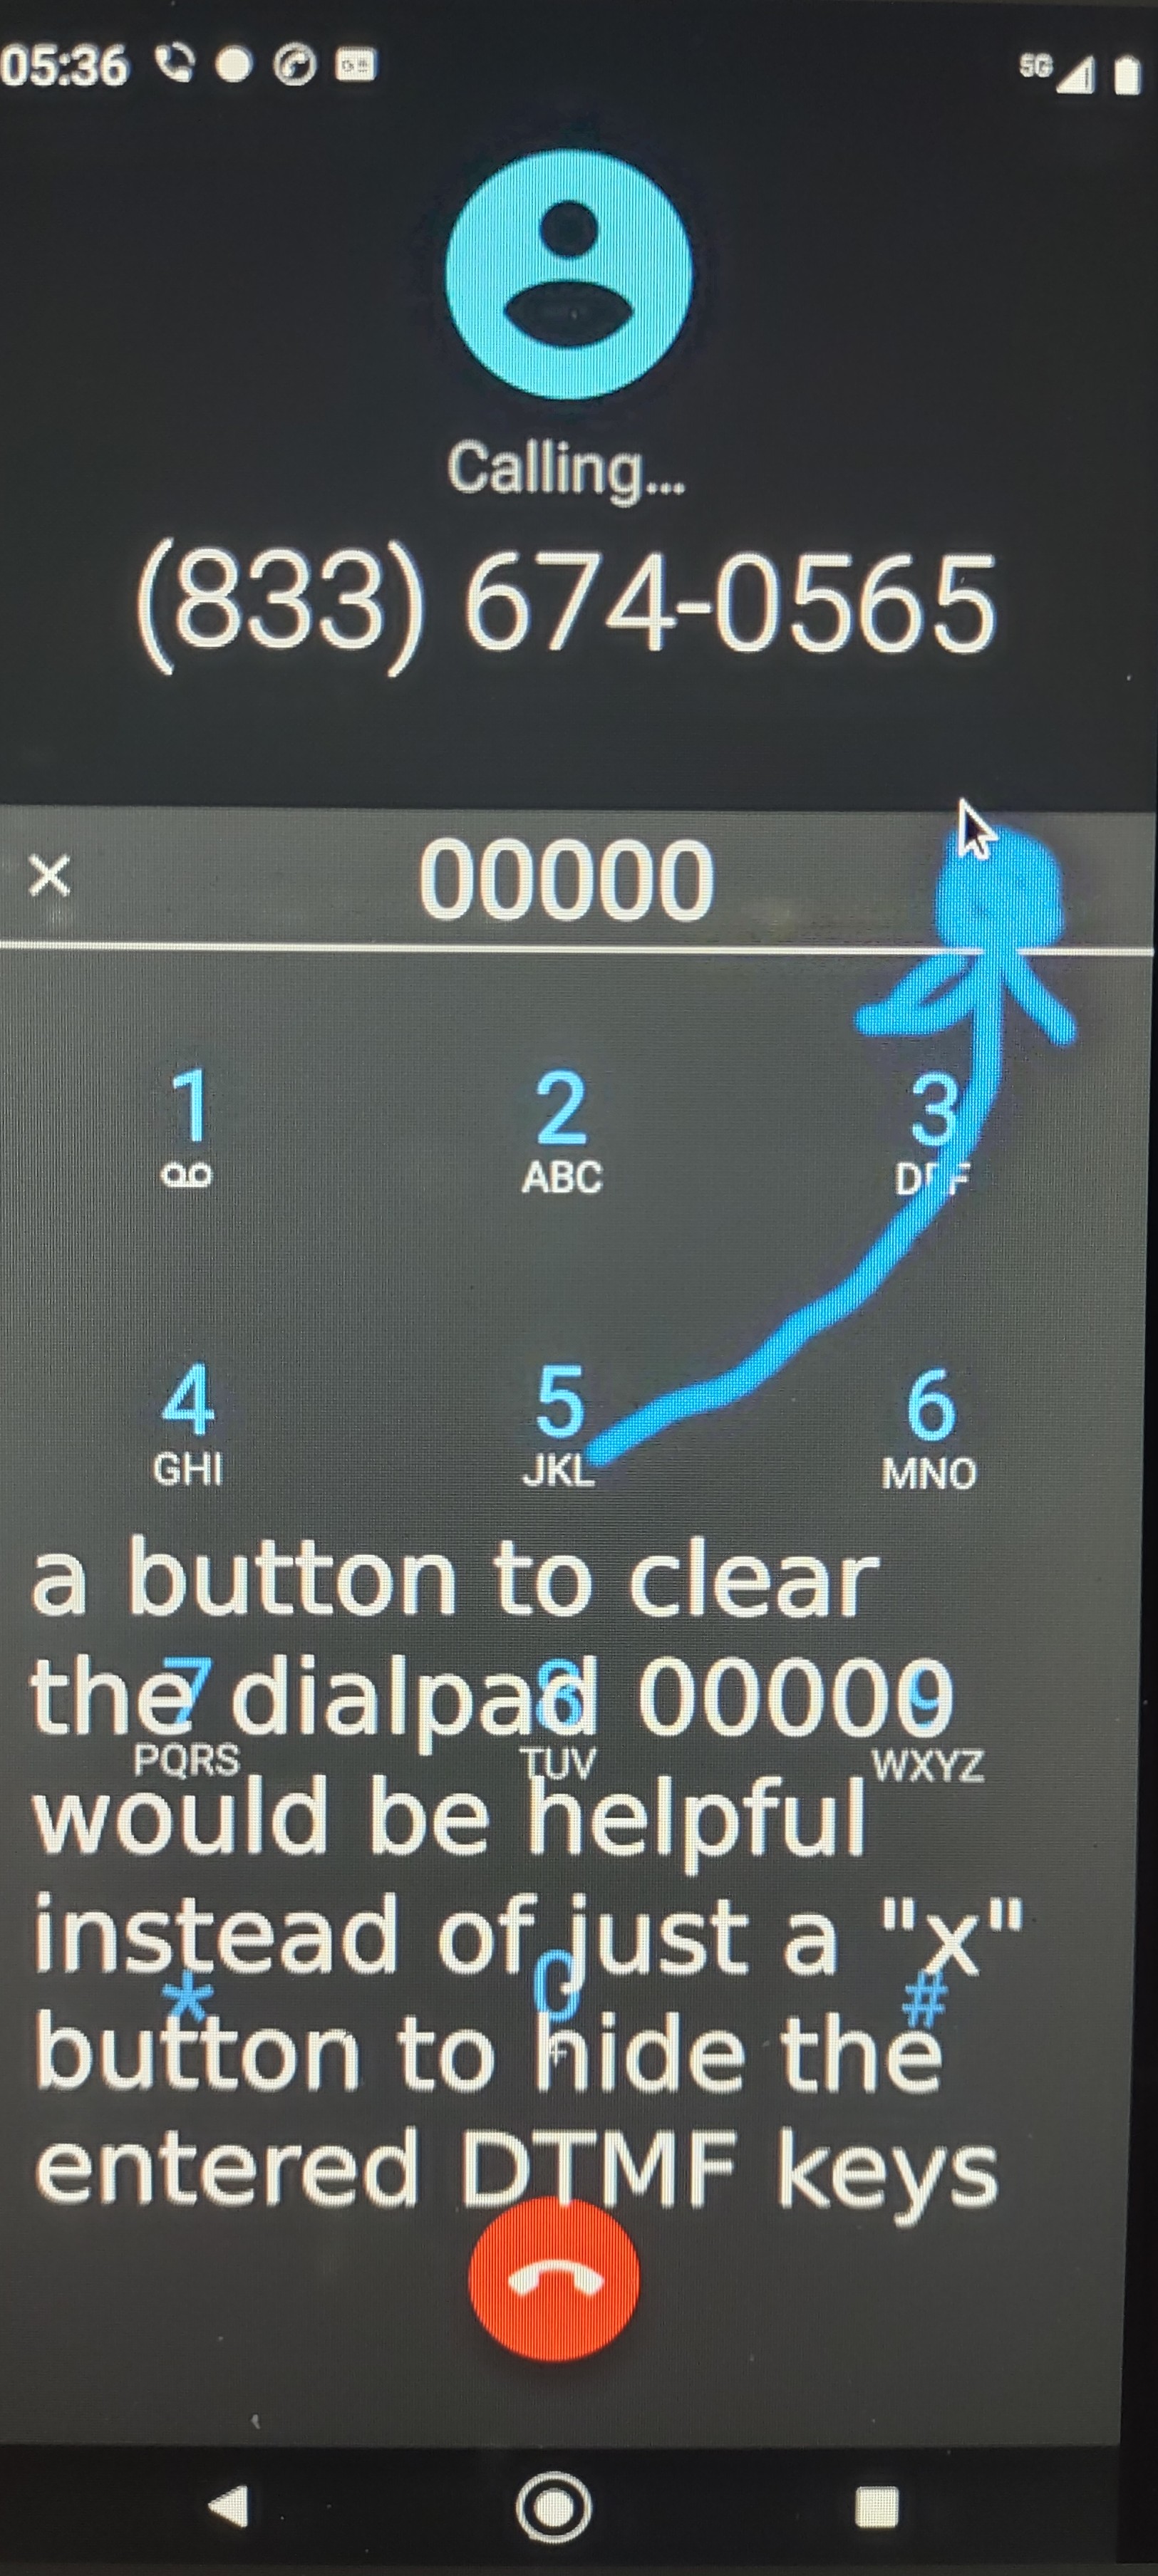 05:36
5G
Calling...
(833) 674-0565
× 00000
1 2 3
ABC
4 5 6
GHI JKL MNO
a button to clear
7 8 9
the dialpad 00000
PQRS TUV WXYZ
would be helpful
instead of just a "x"
* 0 #
button to hide the
+
entered DTMF keys